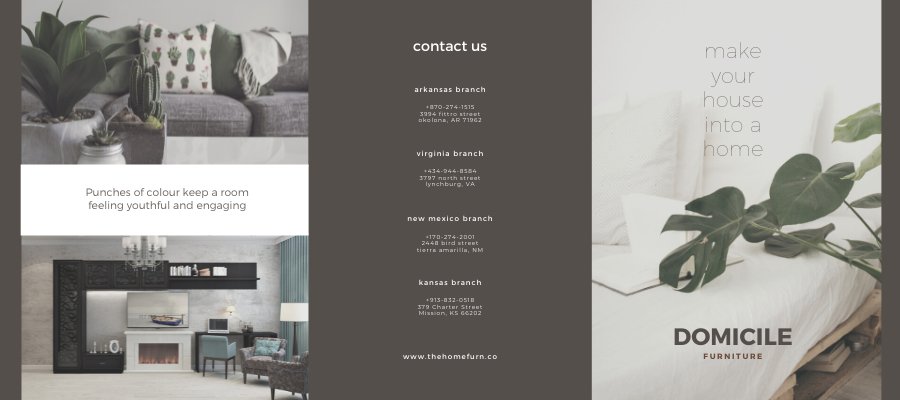 Punches of colour keep a room
feeling youthful and engaging
contact us
arkansas branch
+870-274-1515
3994 fittro street
okolona, AR 71962
virginia branch
+434-944-8584
3797 north street
lynchburg, VA
new mexico branch
+170-274-2001
2448 bird street
tierra amarilla, NM
kansas branch
+913-832-0518
379 Charter Street
Mission, KS 66202
www.thehomefurn.co
make
your
house
into a
home
DOMICILE
FURNITURE